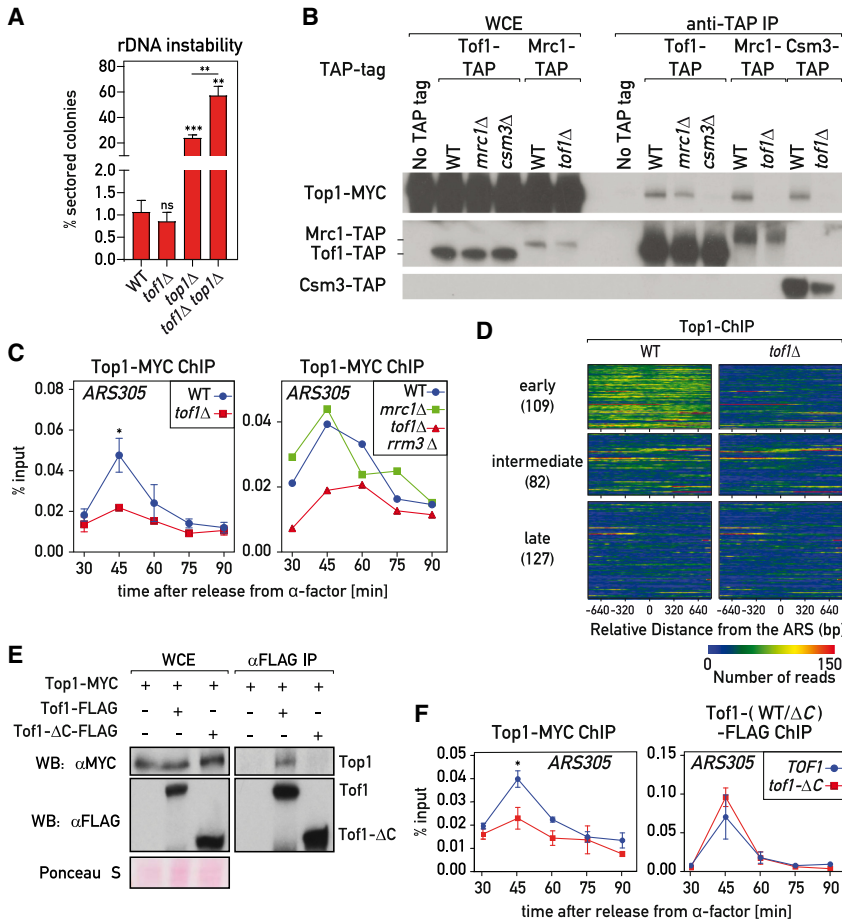 A
rDNA instability
% sectored colonies
80
60
40
20
2.0
1.5
1.0
0.5
0.0
ns
***
**
**
WT
tof1Δ
top1Δ
tof1Δ top1Δ
B
WCE
anti-TAP IP
TAP-tag
Tof1-TAP
Mrc1-TAP
Tof1-TAP
Mrc1-TAP
Csm3-TAP
No TAP tag
WT
mrc1Δ
csm3Δ
WT
tof1Δ
No TAP tag
WT
mrc1Δ
csm3Δ
WT
tof1Δ
WT
tof1Δ
Top1-MYC
Mrc1-TAP
Tof1-TAP
Csm3-TAP
C
Top1-MYC ChIP
ARS305
WT
tof1Δ
*
% input
0.08
0.06
0.04
0.02
0.00
30 45 60 75 90
Top1-MYC ChIP
ARS305
WT
mrc1Δ
tof1Δ
rrm3 Δ
0.04
0.02
0.00
30 45 60 75 90
time after release from α-factor [min]
D
Top1-ChIP
WT
tof1Δ
early
(109)
intermediate
(82)
late
(127)
-640 -320 0 320 640
-640 -320 0 320 640
Relative Distance from the ARS (bp)
0 150
Number of reads
E
WCE
αFLAG IP
Top1-MYC + + + + + +
Tof1-FLAG - + - - + -
Tof1-ΔC-FLAG - - + - - +
WB: αMYC
Top1
WB: αFLAG
Tof1
Tof1-ΔC
Ponceau S
F
Top1-MYC ChIP
ARS305
*
% input
0.05
0.04
0.03
0.02
0.01
0.00
30 45 60 75 90
Tof1-(WT/ΔC)
-FLAG ChIP
ARS305
TOF1
tof1-ΔC
0.15
0.10
0.05
0.00
30 45 60 75 90
time after release from α-factor [min]